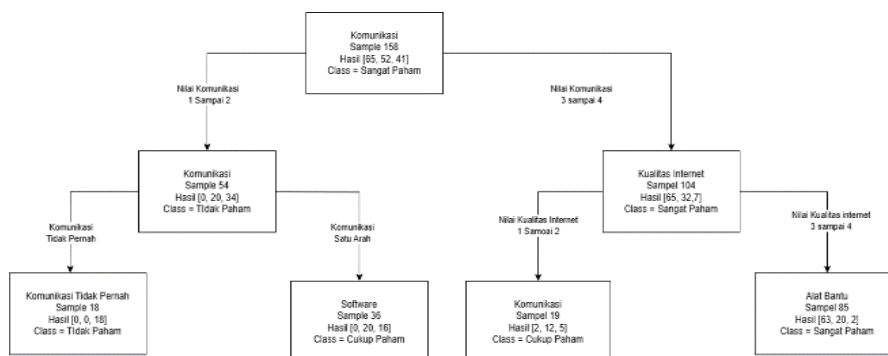 Komunikasi
Sample 158
Hasil [65, 52, 41]
Class = Sangat Paham
Nilai Komunikasi
1 Sampai 2
Nilai Komunikasi
3 sampai 4
Komunikasi
Sample 54
Hasil [0, 20, 34]
Class = Tidak Paham
Kualitas Internet
Sampel 104
Hasil [65, 32,7]
Class = Sangat Paham
Komunikasi
Tidak Pernah
Komunikasi
Satu Arah
Nilai Kualitas Internet
1 Samoai 2
Nilai Kualitas internet
3 sampai 4
Komunikasi Tidak Pernah
Sample 18
Hasil [0, 0, 18]
Class = Tidak Paham
Software
Sample 36
Hasil [0, 20, 16]
Class = Cukup Paham
Komunikasi
Sampel 19
Hasil [2, 12, 5]
Class = Cukup Paham
Alat Bantu
Sampel 85
Hasil [63, 20, 2]
Class = Sangat Paham